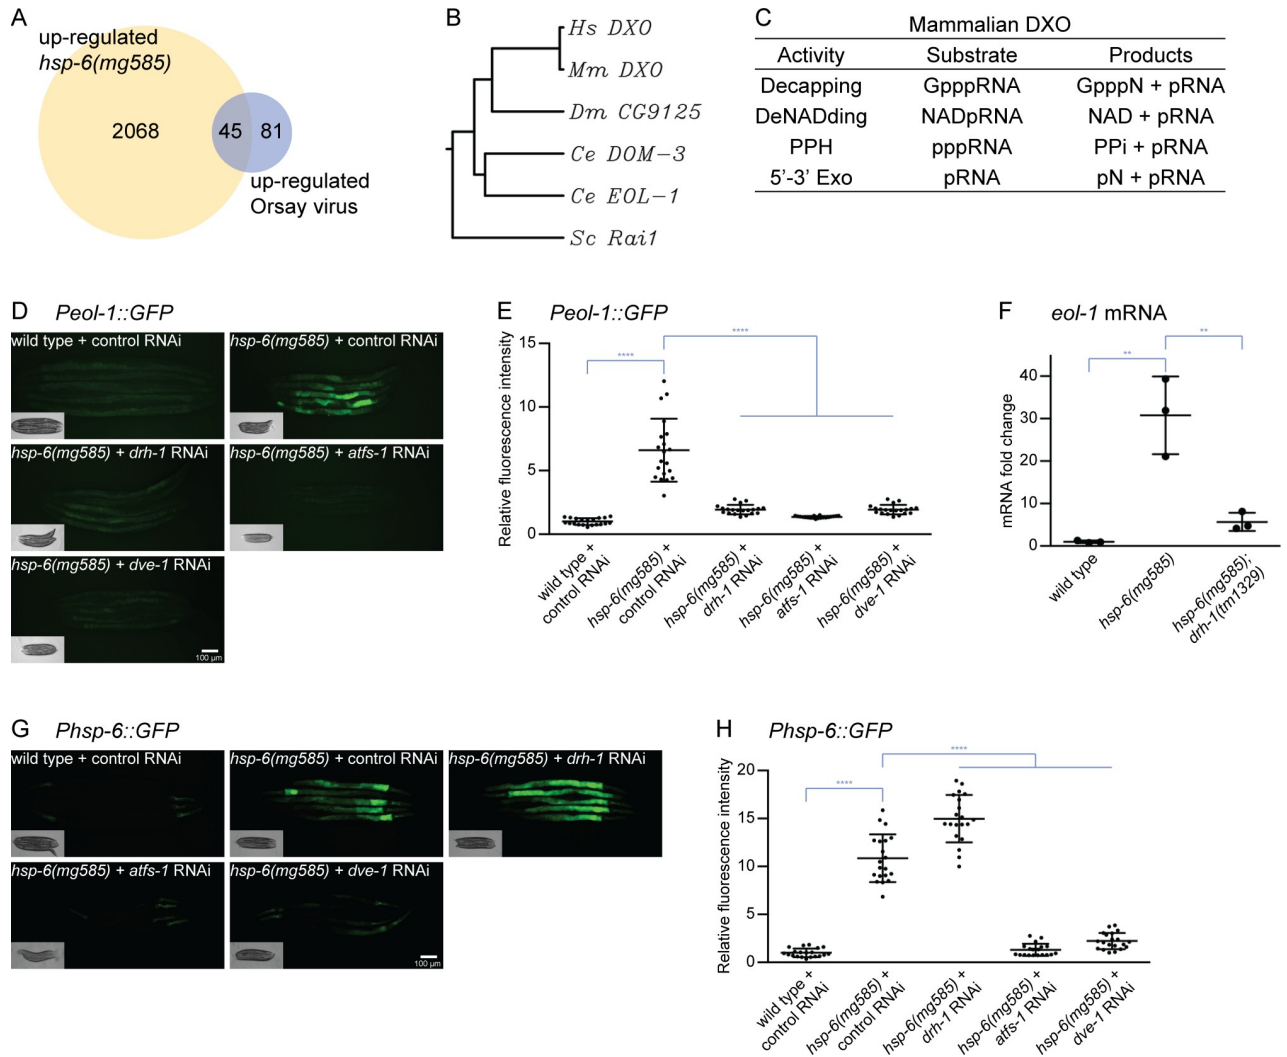 A
up-regulated
hsp-6(mg585)
2068
45
81
up-regulated
Orsay virus
B
Hs DXO
Mm DXO
Dm CG9125
Ce DOM-3
Ce EOL-1
Sc Rai1
C
Mammalian DXO
Activity Substrate Products
Decapping GpppRNA GpppN + pRNA
DeNADding NADpRNA NAD + pRNA
PPH pppRNA PPi + pRNA
5'-3' Exo pRNA pN + pRNA
D Peol-1::GFP
wild type + control RNAi
hsp-6(mg585) + control RNAi
hsp-6(mg585) + drh-1 RNAi
hsp-6(mg585) + atfs-1 RNAi
hsp-6(mg585) + dve-1 RNAi
100 µm
E Peol-1::GFP
Relative fluorescence intensity
15
10
5
0
****
****
wild type +
control RNAi
hsp-6(mg585) +
control RNAi
hsp-6(mg585) +
drh-1 RNAi
hsp-6(mg585) +
atfs-1 RNAi
hsp-6(mg585) +
dve-1 RNAi
F eol-1 mRNA
mRNA fold change
40
30
20
10
0
**
**
wild type
hsp-6(mg585)
hsp-6(mg585);
drh-1(tm1329)
G Phsp-6::GFP
wild type + control RNAi
hsp-6(mg585) + control RNAi
hsp-6(mg585) + drh-1 RNAi
hsp-6(mg585) + atfs-1 RNAi
hsp-6(mg585) + dve-1 RNAi
100 µm
H Phsp-6::GFP
Relative fluorescence intensity
20
15
10
5
0
****
****
wild type +
control RNAi
hsp-6(mg585) +
control RNAi
hsp-6(mg585) +
drh-1 RNAi
hsp-6(mg585) +
atfs-1 RNAi
hsp-6(mg585) +
dve-1 RNAi